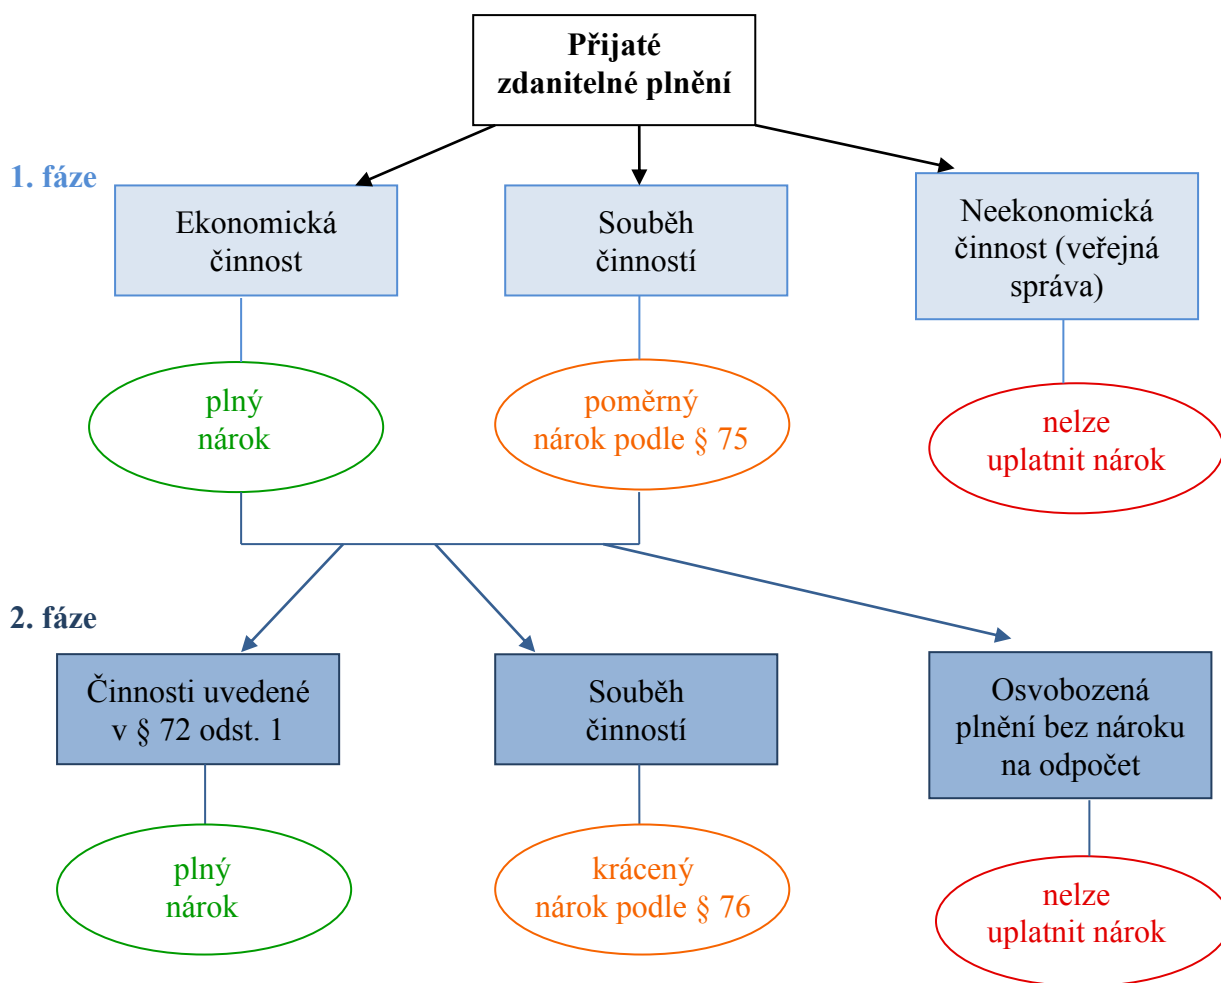 Přijaté
zdanitelné plnění
1. fáze
Ekonomická
činnost
Souběh
činností
Neekonomická
činnost (veřejná
správa)
plný
nárok
poměrný
nárok podle § 75
nelze
uplatnit nárok
2. fáze
Činnosti uvedené
v § 72 odst. 1
Souběh
činností
Osvobozená
plnění bez nároku
na odpočet
plný
nárok
krácený
nárok podle § 76
nelze
uplatnit nárok